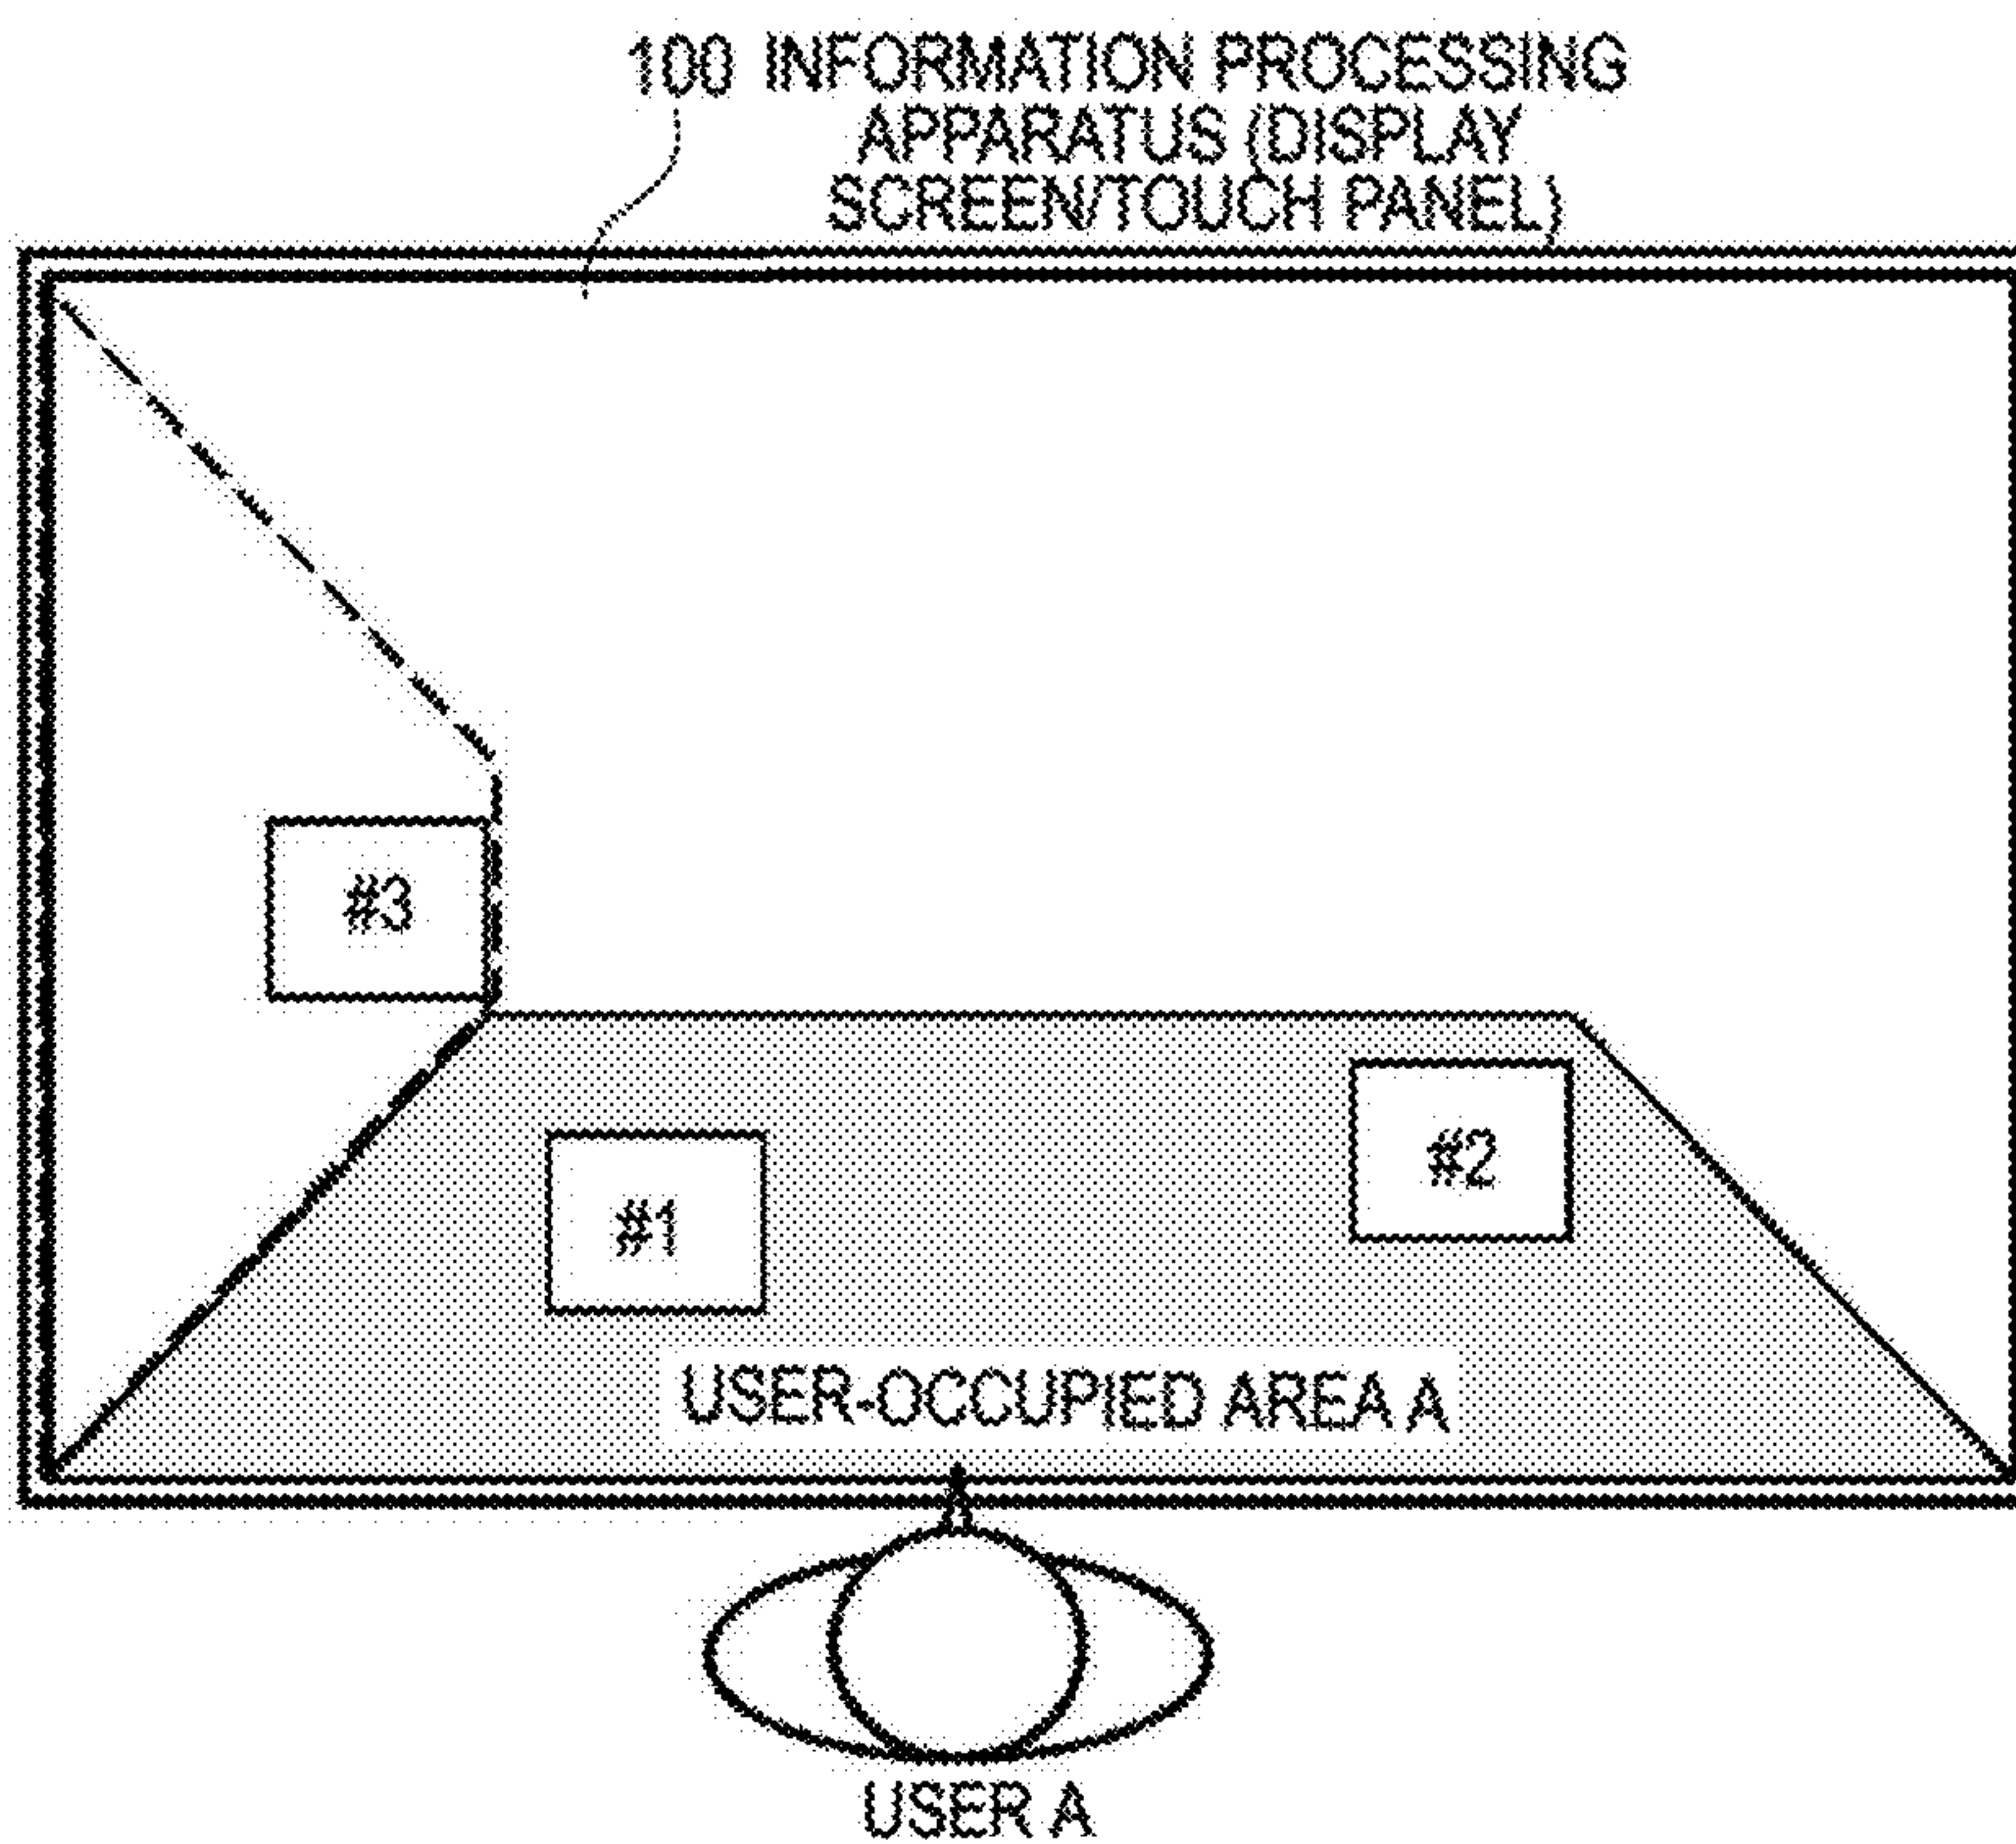 100 INFORMATION PROCESSING
APPARATUS (DISPLAY
SCREEN/TOUCH PANEL)
#3
#2
#1
USER-OCCUPIED AREA A
USER A